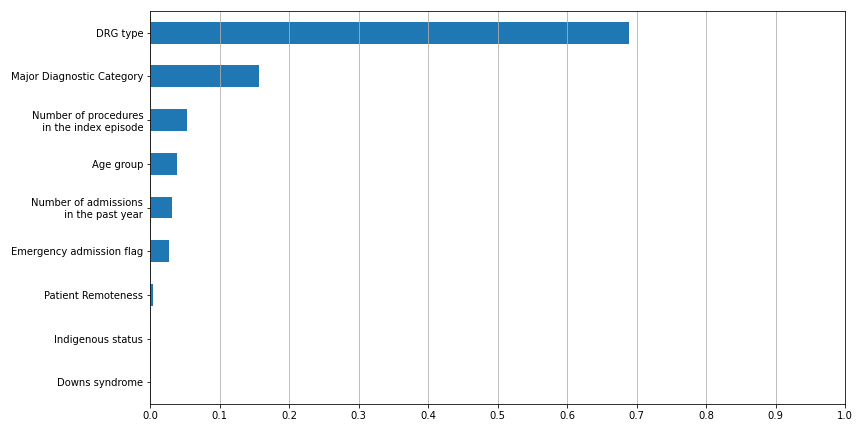 DRG type
Major Diagnostic Category
Number of procedures
in the index episode
Age group
Number of admissions
in the past year
Emergency admission flag
Patient Remoteness
Indigenous status
Downs syndrome
0.0 0.1 0.2 0.3 0.4 0.5 0.6 0.7 0.8 0.9 1.0